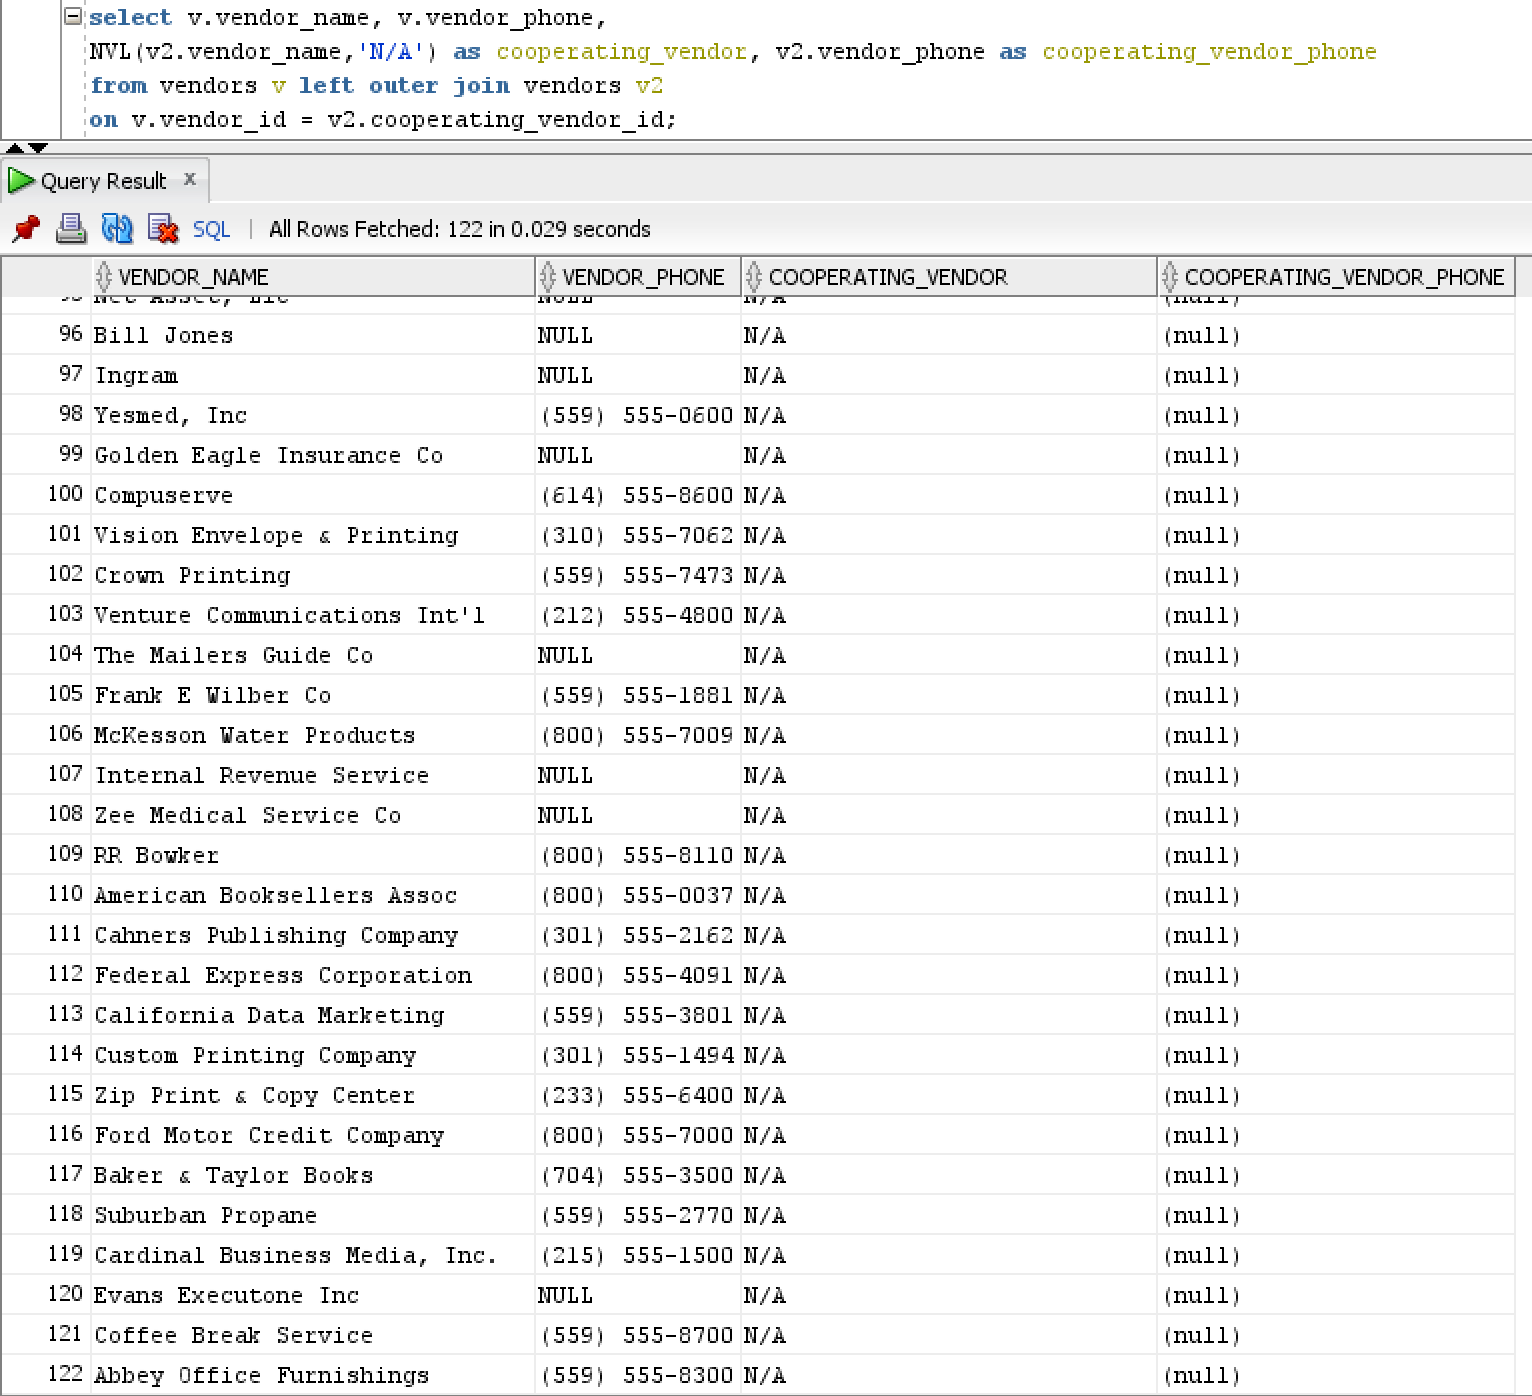 select v.vendor_name, v.vendor_phone,
NVL(v2.vendor_name,'N/A') as cooperating_vendor, v2.vendor_phone as cooperating_vendor_phone
from vendors v left outer join vendors v2
on v.vendor_id = v2.cooperating_vendor_id;
Query Result x
SQL | All Rows Fetched: 122 in 0.029 seconds
VENDOR_NAME VENDOR_PHONE COOPERATING_VENDOR COOPERATING_VENDOR_PHONE
95 Net Asset, Llc NULL N/A (null)
96 Bill Jones NULL N/A (null)
97 Ingram NULL N/A (null)
98 Yesmed, Inc (559) 555-0600 N/A (null)
99 Golden Eagle Insurance Co NULL N/A (null)
100 Compuserve (614) 555-8600 N/A (null)
101 Vision Envelope & Printing (310) 555-7062 N/A (null)
102 Crown Printing (559) 555-7473 N/A (null)
103 Venture Communications Int'l (212) 555-4800 N/A (null)
104 The Mailers Guide Co NULL N/A (null)
105 Frank E Wilber Co (559) 555-1881 N/A (null)
106 McKesson Water Products (800) 555-7009 N/A (null)
107 Internal Revenue Service NULL N/A (null)
108 Zee Medical Service Co NULL N/A (null)
109 RR Bowker (800) 555-8110 N/A (null)
110 American Booksellers Assoc (800) 555-0037 N/A (null)
111 Cahners Publishing Company (301) 555-2162 N/A (null)
112 Federal Express Corporation (800) 555-4091 N/A (null)
113 California Data Marketing (559) 555-3801 N/A (null)
114 Custom Printing Company (301) 555-1494 N/A (null)
115 Zip Print & Copy Center (233) 555-6400 N/A (null)
116 Ford Motor Credit Company (800) 555-7000 N/A (null)
117 Baker & Taylor Books (704) 555-3500 N/A (null)
118 Suburban Propane (559) 555-2770 N/A (null)
119 Cardinal Business Media, Inc. (215) 555-1500 N/A (null)
120 Evans Executone Inc NULL N/A (null)
121 Coffee Break Service (559) 555-8700 N/A (null)
122 Abbey Office Furnishings (559) 555-8300 N/A (null)